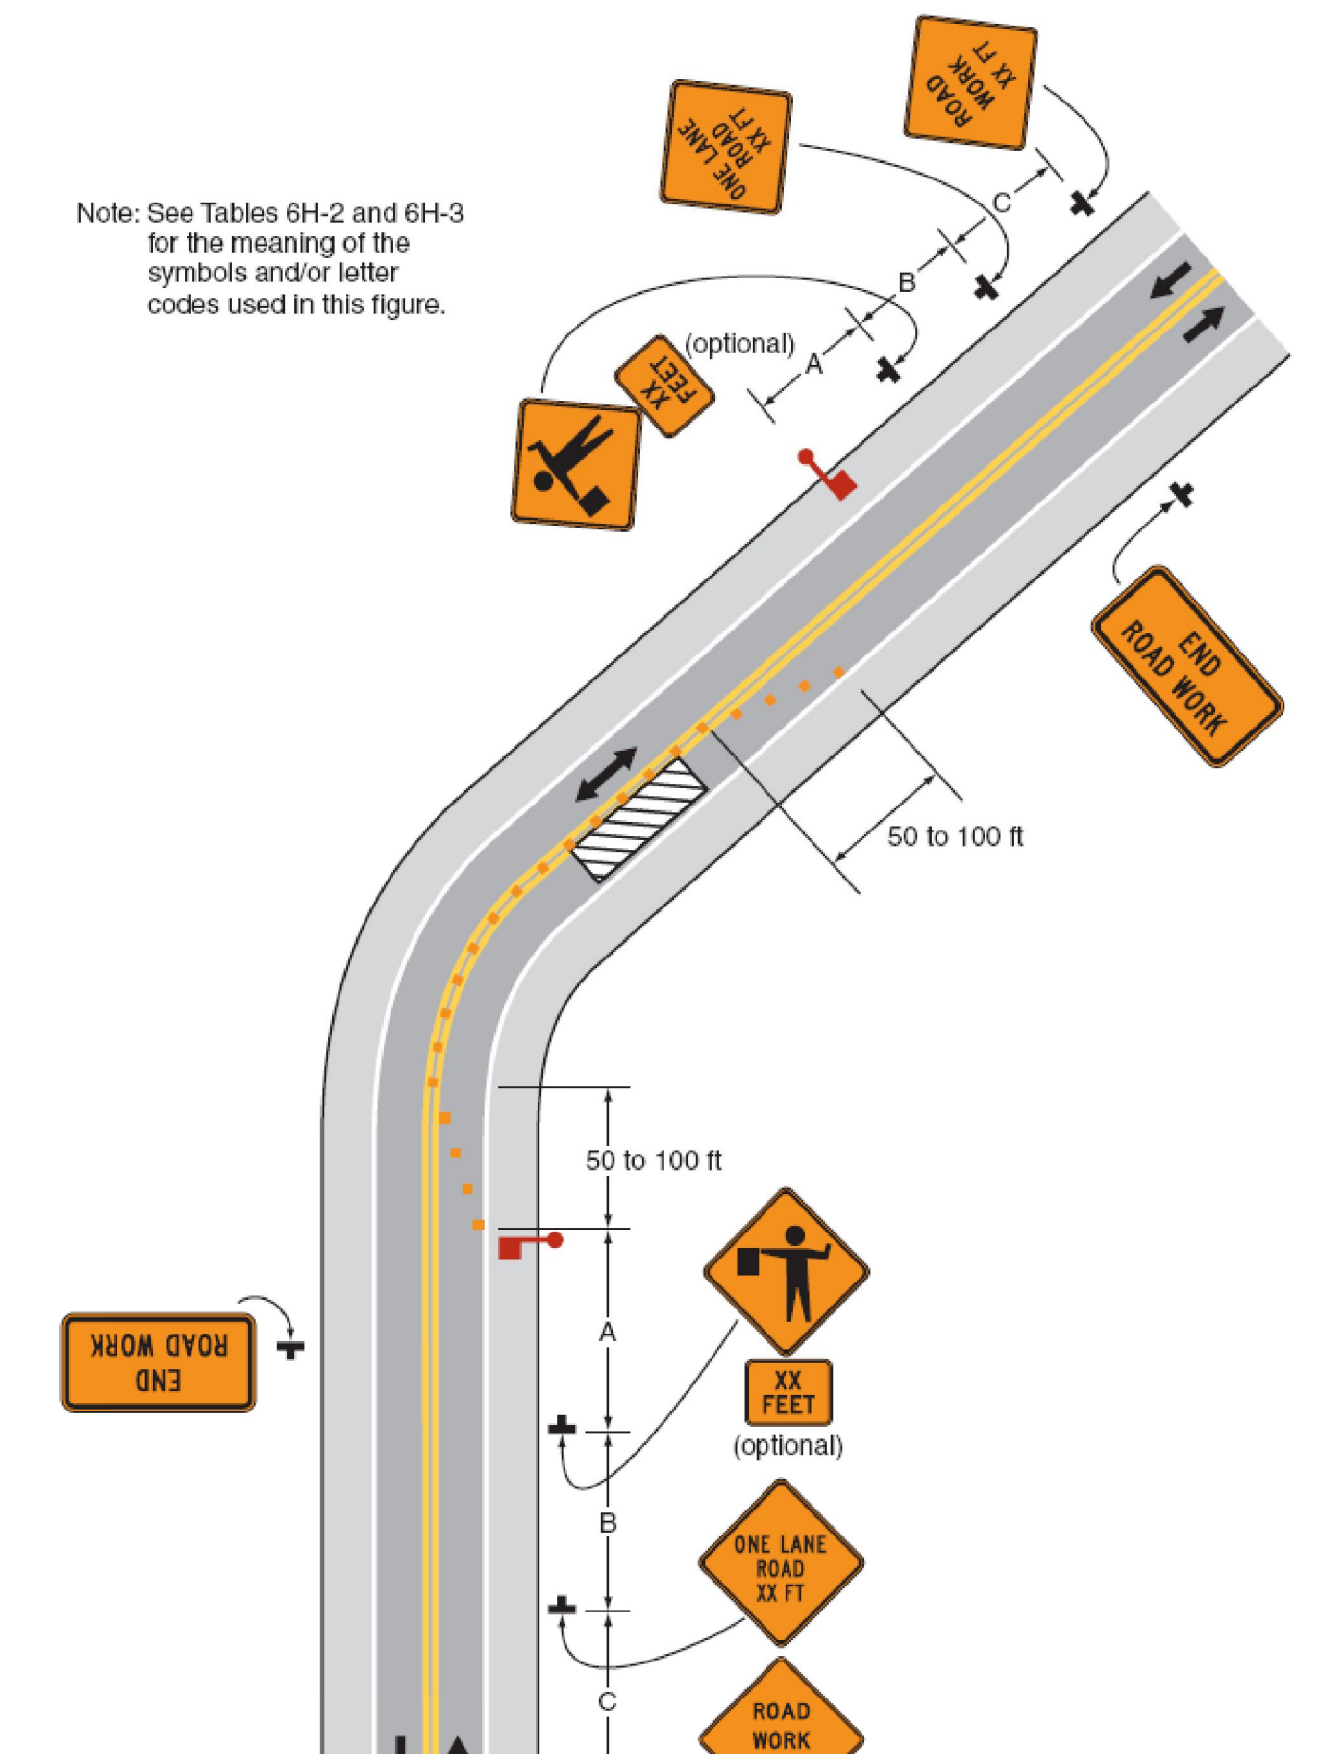 ROAD
WORK
XX FT
ONE LANE
ROAD
XX FT
C
Note: See Tables 6H-2 and 6H-3
for the meaning of the
symbols and/or letter
codes used in this figure.
B
(optional)
A
XX
FEET
END
ROAD WORK
50 to 100 ft
50 to 100 ft
END
ROAD WORK
A
XX
FEET
(optional)
B
ONE LANE
ROAD
XX FT
C
ROAD
WORK